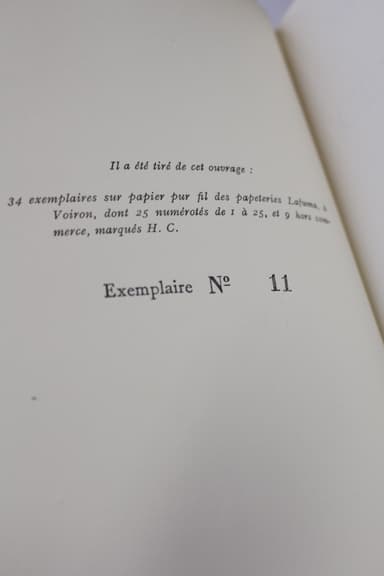 Il a été tiré de cet ouvrage :
34 exemplaires sur papier pur fil des papeteries Lafuma, à
Voiron, dont 25 numérotés de 1 à 25, et 9 hors com-
merce, marqués H. C.
Exemplaire Nº 11